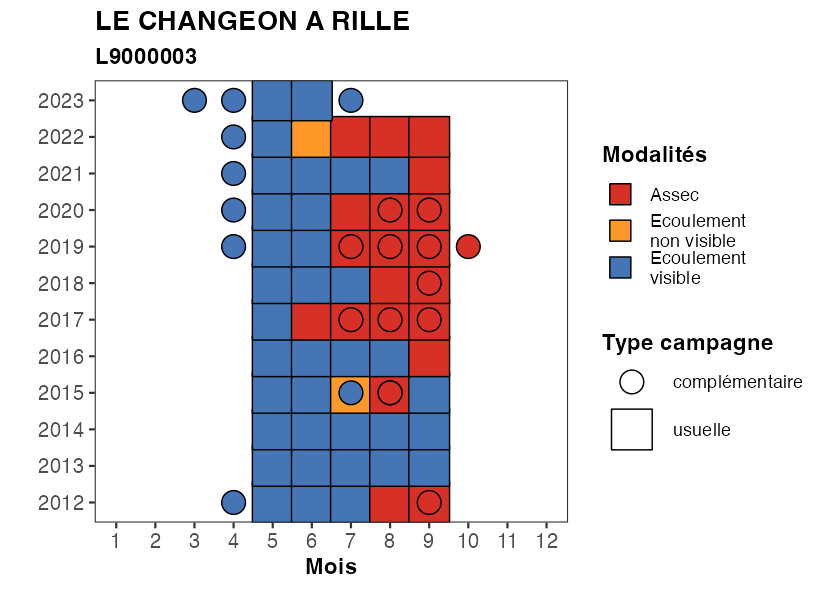 LE CHANGEON A RILLE
L9000003
2023
2022
2021
2020
2019
2018
2017
2016
2015
2014
2013
2012
1 2 3 4 5 6 7 8 9 10 11 12
Mois
Modalités
Assec
Ecoulement
non visible
Ecoulement
visible
Type campagne
complémentaire
usuelle